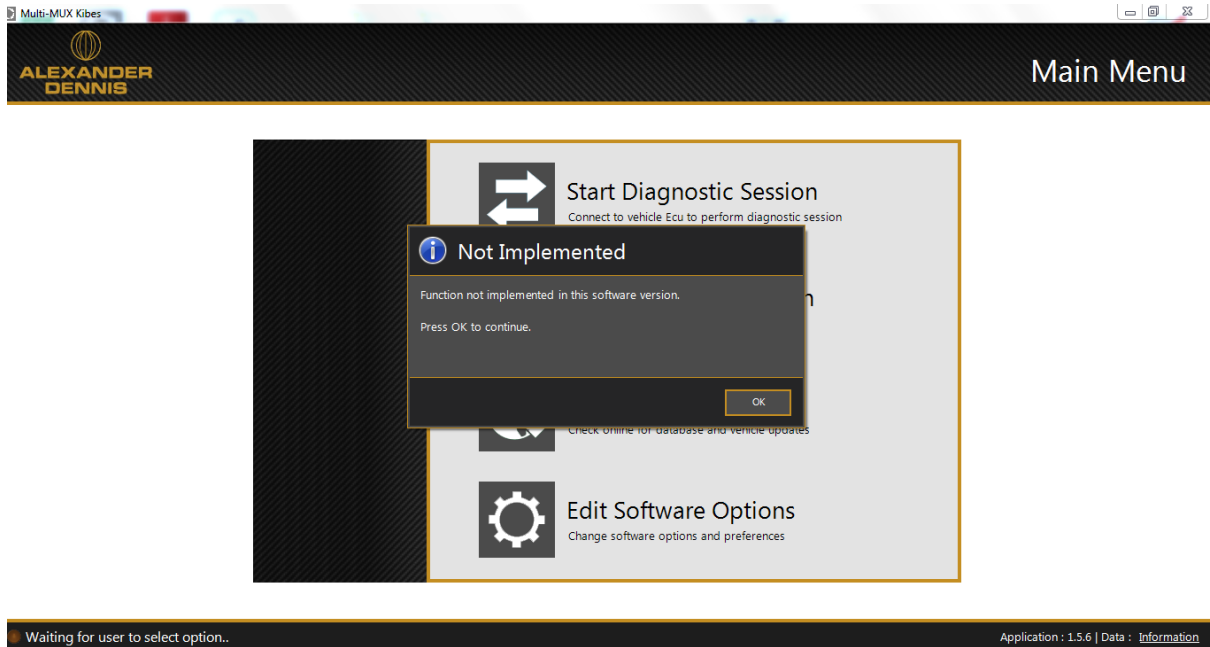 Multi-MUX Kibes
ALEXANDER
DENNIS
Main Menu
Start Diagnostic Session
Connect to vehicle Ecu to perform diagnostic session
Not Implemented
Function not implemented in this software version.
Press OK to continue.
OK
Check online for database and vehicle updates
Edit Software Options
Change software options and preferences
Waiting for user to select option..
Application : 1.5.6 | Data : Information